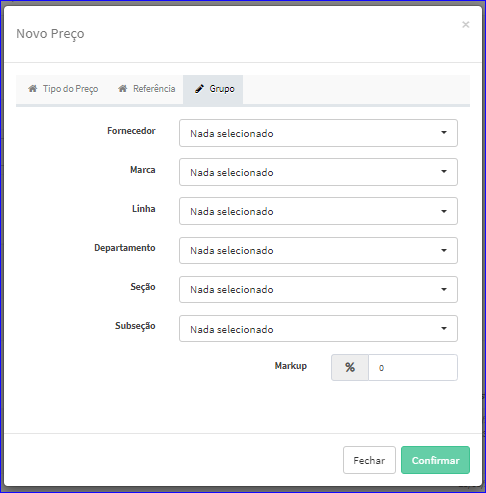 Novo Preço
×
Tipo do Preço Referência Grupo
Fornecedor Nada selecionado
Marca Nada selecionado
Linha Nada selecionado
Departamento Nada selecionado
Seção Nada selecionado
Subseção Nada selecionado
Markup % 0
Fechar Confirmar